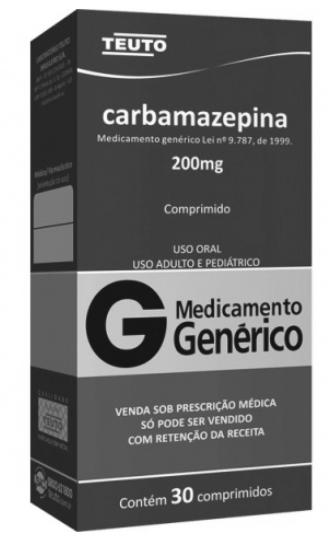 TEUTO
carbamazepina
Medicamento genérico Lei nº 9.787, de 1999.
200mg
Comprimido
USO ORAL
USO ADULTO E PEDIÁTRICO
G Medicamento
Genérico
VENDA SOB PRESCRIÇÃO MÉDICA
SÓ PODE SER VENDIDO
COM RETENÇÃO DA RECEITA
Contém 30 comprimidos